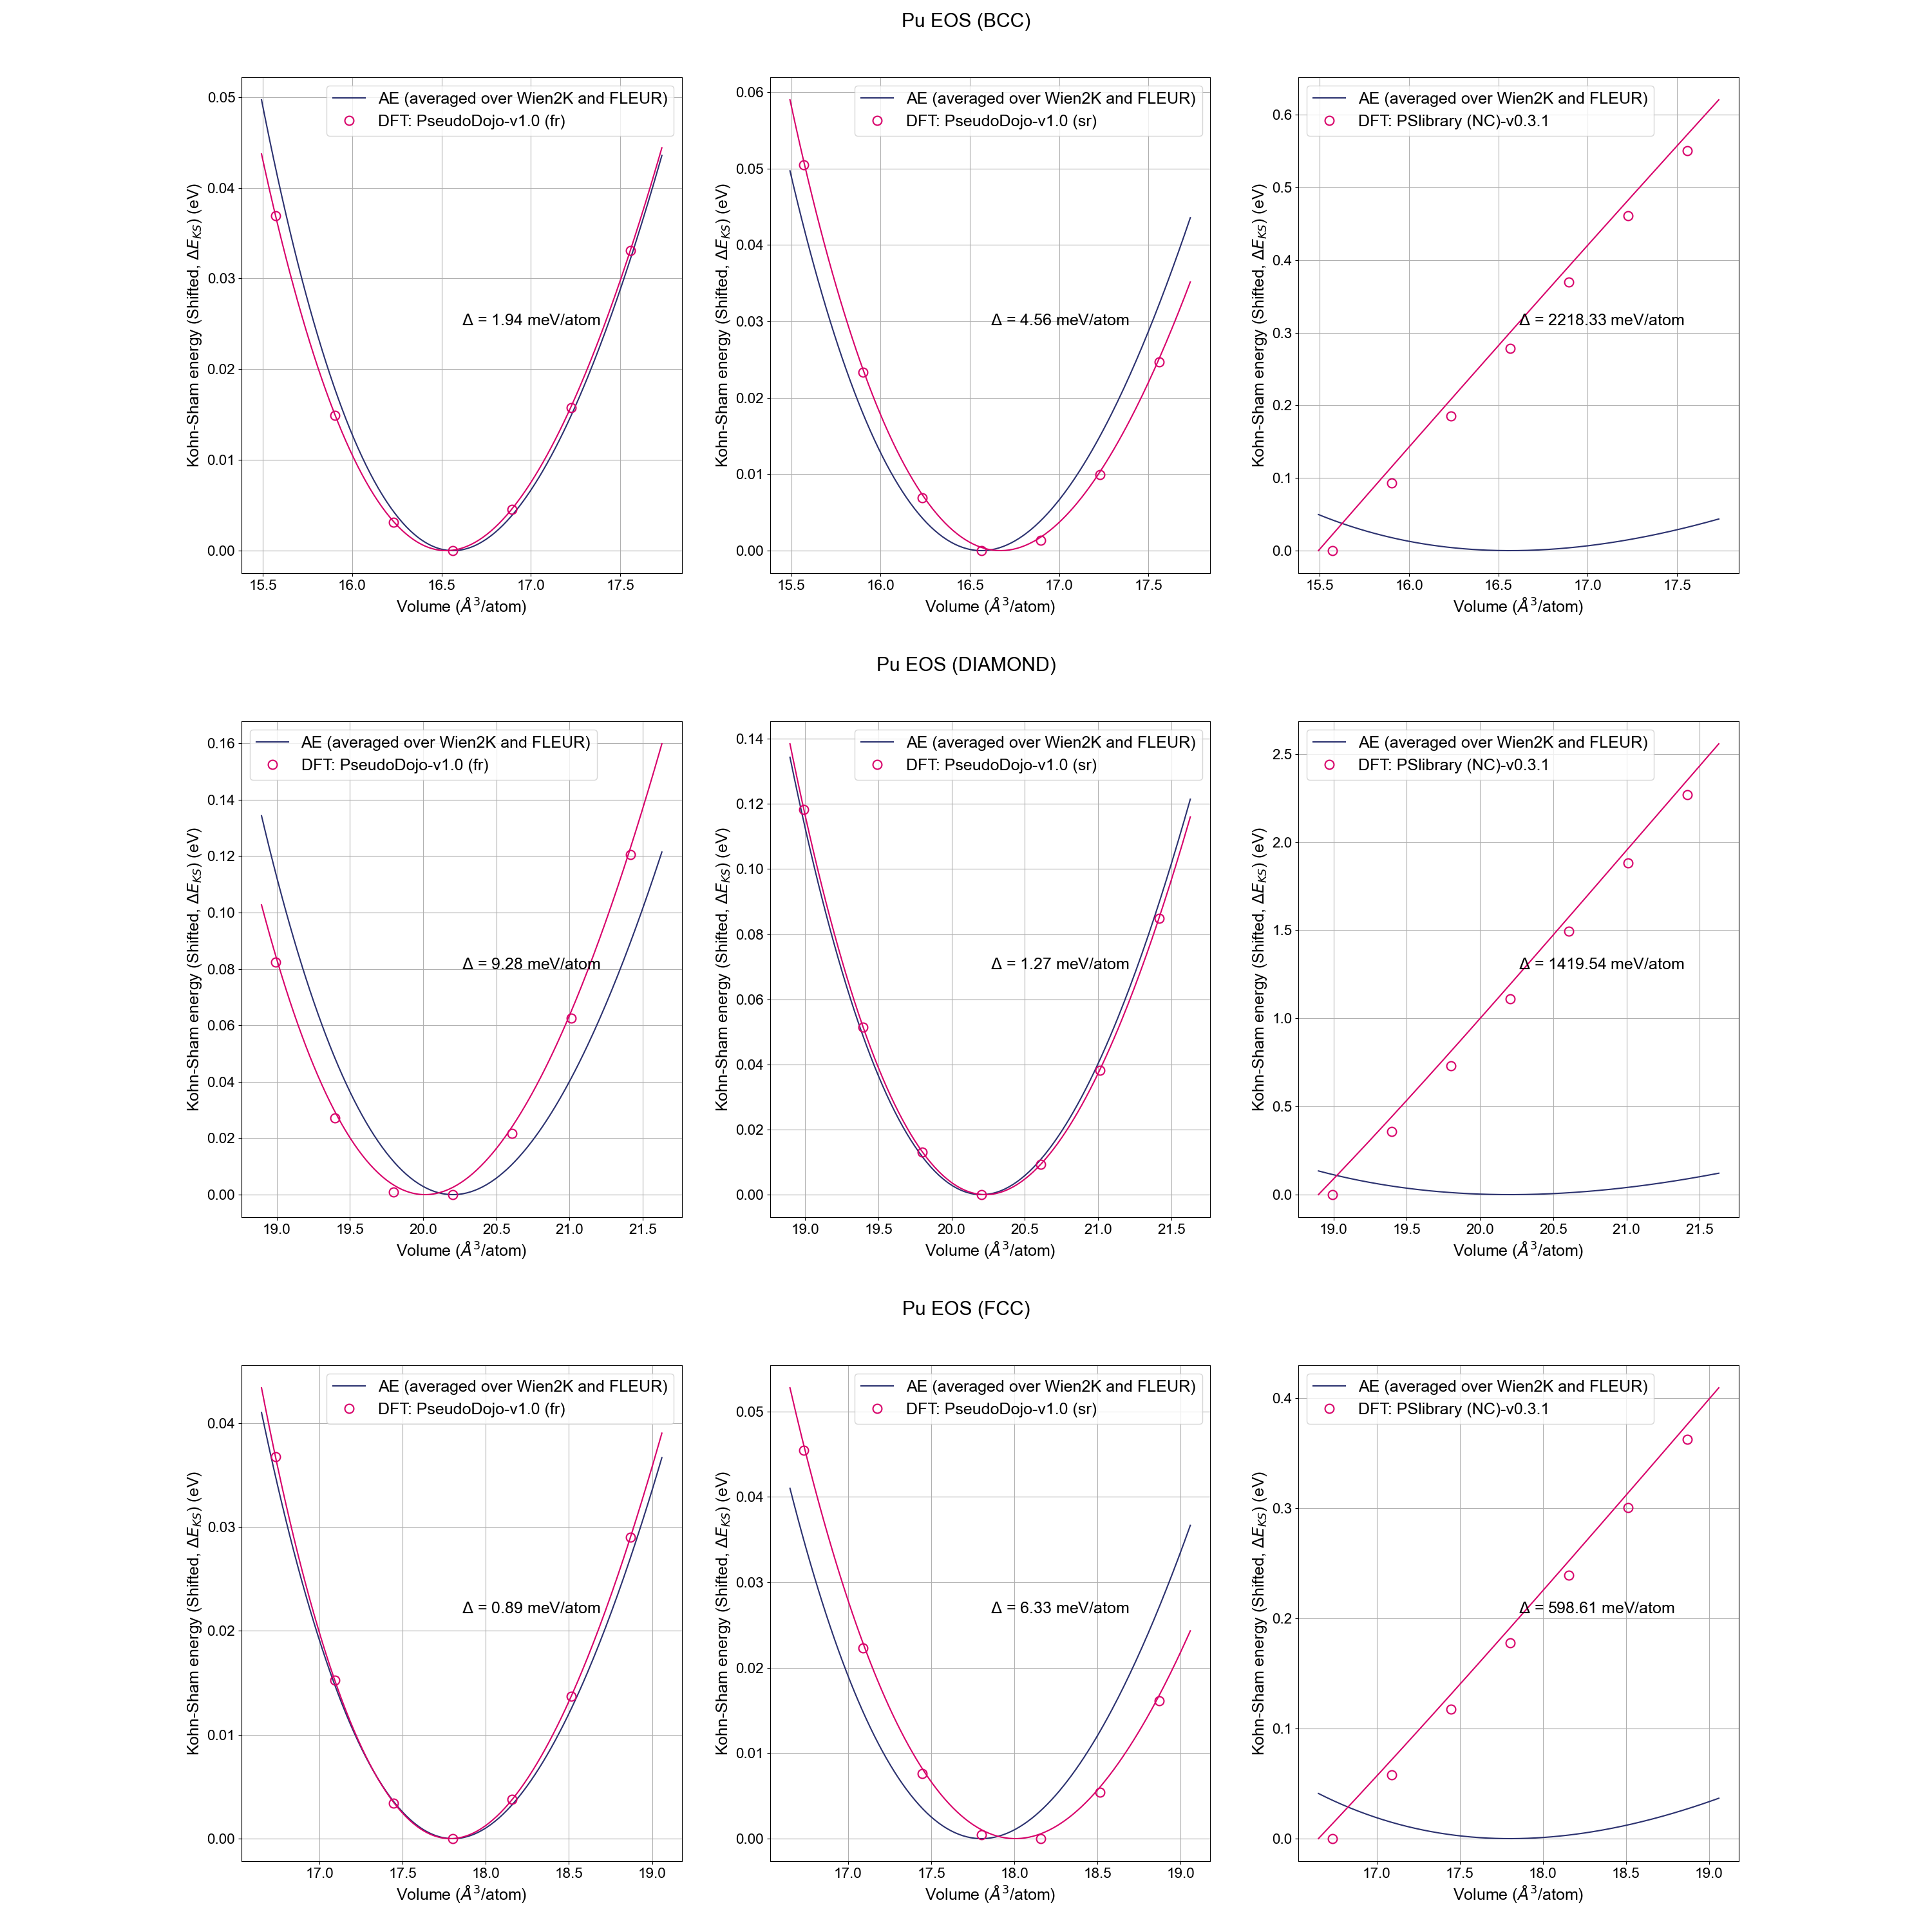 Pu EOS (BCC)
AE (averaged over Wien2K and FLEUR)
DFT: PseudoDojo-v1.0 (fr)
Δ = 1.94 meV/atom
Kohn-Sham energy (Shifted, ΔE_KS) (eV)
0.05
0.04
0.03
0.02
0.01
0.00
15.5 16.0 16.5 17.0 17.5
Volume (Å³/atom)
AE (averaged over Wien2K and FLEUR)
DFT: PseudoDojo-v1.0 (sr)
Δ = 4.56 meV/atom
Kohn-Sham energy (Shifted, ΔE_KS) (eV)
0.06
0.05
0.04
0.03
0.02
0.01
0.00
15.5 16.0 16.5 17.0 17.5
Volume (Å³/atom)
AE (averaged over Wien2K and FLEUR)
DFT: PSlibrary (NC)-v0.3.1
Δ = 2218.33 meV/atom
Kohn-Sham energy (Shifted, ΔE_KS) (eV)
0.6
0.5
0.4
0.3
0.2
0.1
0.0
15.5 16.0 16.5 17.0 17.5
Volume (Å³/atom)
Pu EOS (DIAMOND)
AE (averaged over Wien2K and FLEUR)
DFT: PseudoDojo-v1.0 (fr)
Δ = 9.28 meV/atom
Kohn-Sham energy (Shifted, ΔE_KS) (eV)
0.16
0.14
0.12
0.10
0.08
0.06
0.04
0.02
0.00
19.0 19.5 20.0 20.5 21.0 21.5
Volume (Å³/atom)
AE (averaged over Wien2K and FLEUR)
DFT: PseudoDojo-v1.0 (sr)
Δ = 1.27 meV/atom
Kohn-Sham energy (Shifted, ΔE_KS) (eV)
0.14
0.12
0.10
0.08
0.06
0.04
0.02
0.00
19.0 19.5 20.0 20.5 21.0 21.5
Volume (Å³/atom)
AE (averaged over Wien2K and FLEUR)
DFT: PSlibrary (NC)-v0.3.1
Δ = 1419.54 meV/atom
Kohn-Sham energy (Shifted, ΔE_KS) (eV)
2.5
2.0
1.5
1.0
0.5
0.0
19.0 19.5 20.0 20.5 21.0 21.5
Volume (Å³/atom)
Pu EOS (FCC)
AE (averaged over Wien2K and FLEUR)
DFT: PseudoDojo-v1.0 (fr)
Δ = 0.89 meV/atom
Kohn-Sham energy (Shifted, ΔE_KS) (eV)
0.04
0.03
0.02
0.01
0.00
17.0 17.5 18.0 18.5 19.0
Volume (Å³/atom)
AE (averaged over Wien2K and FLEUR)
DFT: PseudoDojo-v1.0 (sr)
Δ = 6.33 meV/atom
Kohn-Sham energy (Shifted, ΔE_KS) (eV)
0.05
0.04
0.03
0.02
0.01
0.00
17.0 17.5 18.0 18.5 19.0
Volume (Å³/atom)
AE (averaged over Wien2K and FLEUR)
DFT: PSlibrary (NC)-v0.3.1
Δ = 598.61 meV/atom
Kohn-Sham energy (Shifted, ΔE_KS) (eV)
0.4
0.3
0.2
0.1
0.0
17.0 17.5 18.0 18.5 19.0
Volume (Å³/atom)